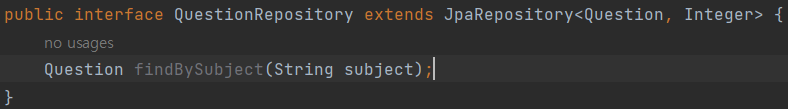 public interface QuestionRepository extends JpaRepository<Question, Integer> {
no usages
Question findBySubject(String subject);
}